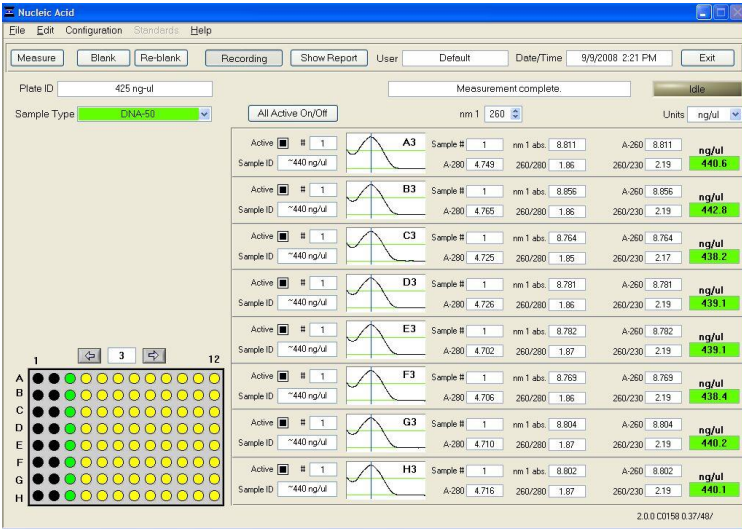 Nucleic Acid
File Edit Configuration Standards Help
Measure Blank Re-blank Recording Show Report User Default Date/Time 9/9/2008 2:21 PM Exit
Plate ID 425 ng-ul Measurement complete. Idle
Sample Type DNA-50 All Active On/Off nm 1 260 Units ng/ul
Active # 1 A3 Sample # 1 nm 1 abs. 8.811 A-260 8.811 ng/ul
Sample ID ~440 ng/ul A-280 4.749 260/280 1.86 260/230 2.19 440.6
Active # 1 B3 Sample # 1 nm 1 abs. 8.856 A-260 8.856 ng/ul
Sample ID ~440 ng/ul A-280 4.765 260/280 1.86 260/230 2.19 442.8
Active # 1 C3 Sample # 1 nm 1 abs. 8.764 A-260 8.764 ng/ul
Sample ID ~440 ng/ul A-280 4.725 260/280 1.85 260/230 2.17 438.2
Active # 1 D3 Sample # 1 nm 1 abs. 8.781 A-260 8.781 ng/ul
Sample ID ~440 ng/ul A-280 4.726 260/280 1.86 260/230 2.19 439.1
Active # 1 E3 Sample # 1 nm 1 abs. 8.782 A-260 8.782 ng/ul
Sample ID ~440 ng/ul A-280 4.702 260/280 1.87 260/230 2.19 439.1
Active # 1 F3 Sample # 1 nm 1 abs. 8.769 A-260 8.769 ng/ul
Sample ID ~440 ng/ul A-280 4.706 260/280 1.86 260/230 2.19 438.4
Active # 1 G3 Sample # 1 nm 1 abs. 8.804 A-260 8.804 ng/ul
Sample ID ~440 ng/ul A-280 4.710 260/280 1.87 260/230 2.19 440.2
Active # 1 H3 Sample # 1 nm 1 abs. 8.802 A-260 8.802 ng/ul
Sample ID ~440 ng/ul A-280 4.716 260/280 1.87 260/230 2.19 440.1
1 3 12
A
B
C
D
E
F
G
H
2.0.0 C0158 0.37/48/